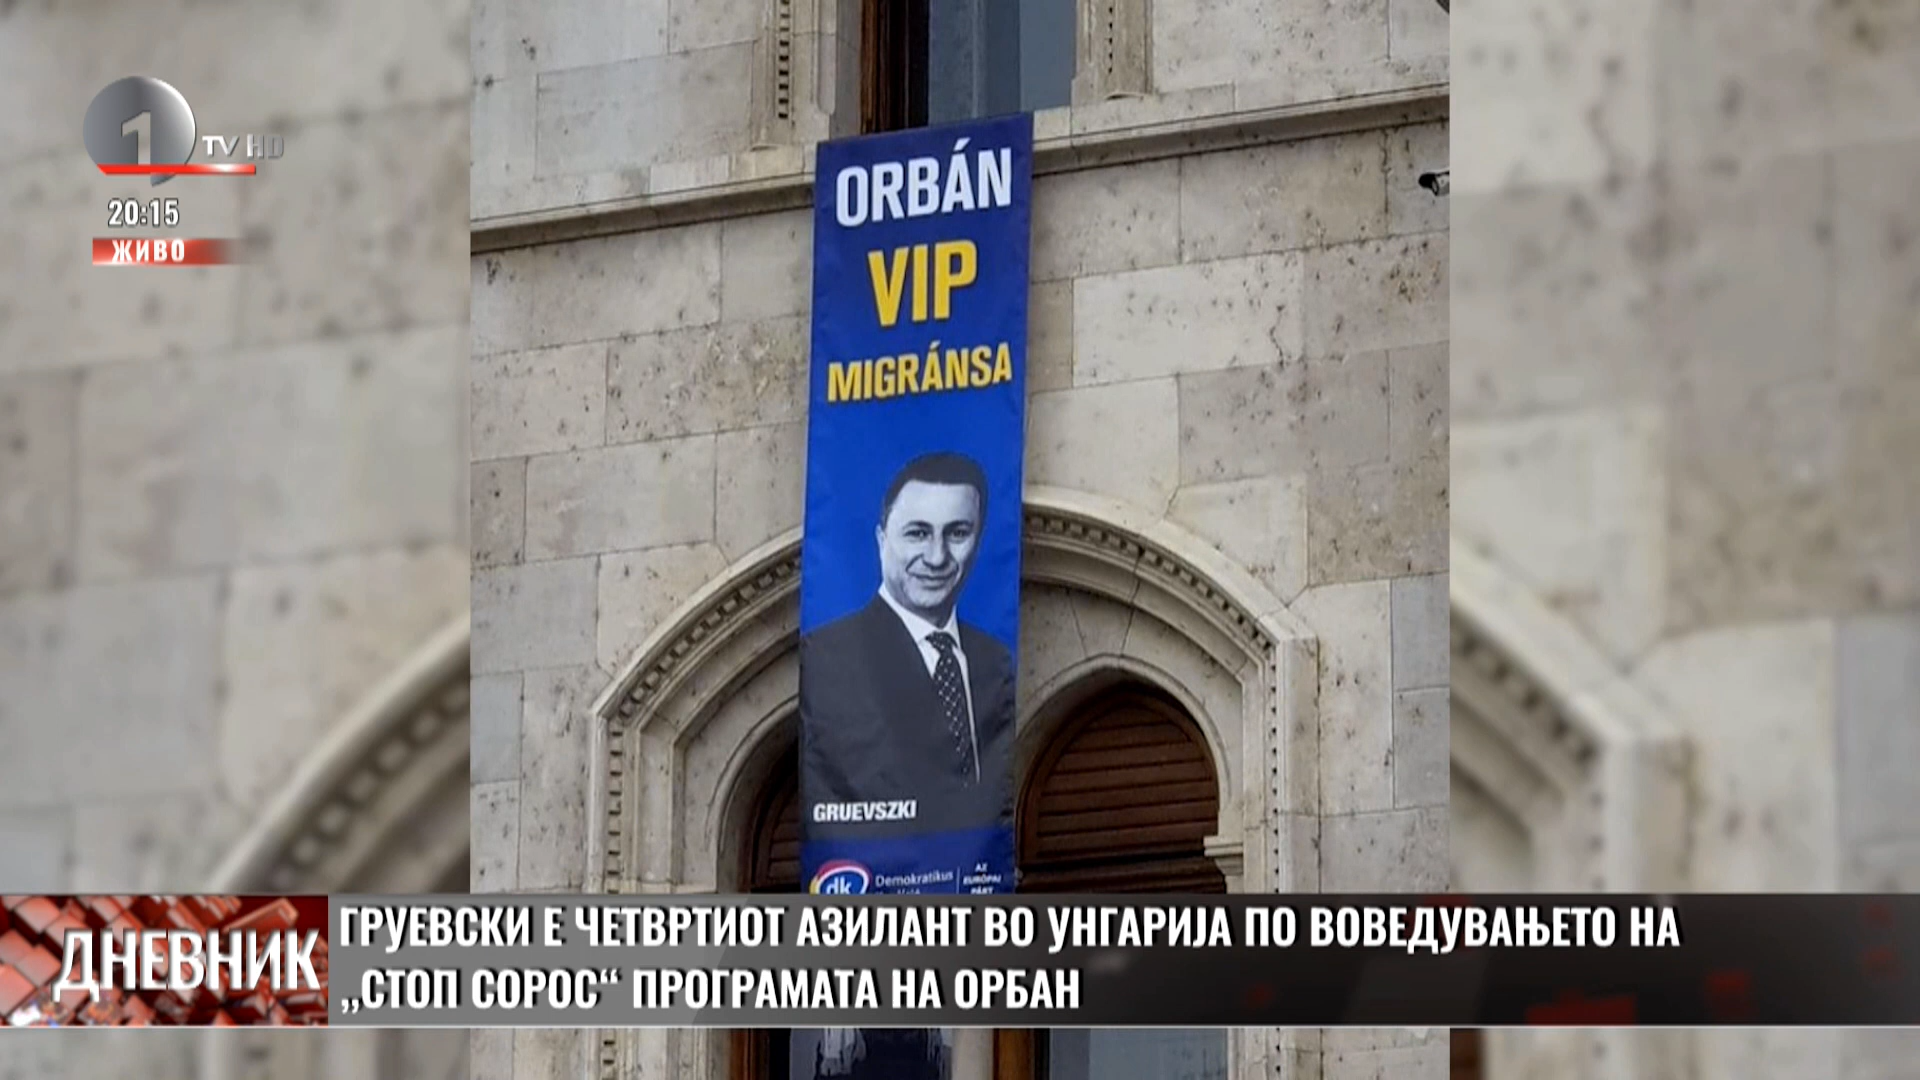 1
TV HD
20:15
ЖИВО
ORBÁN
VIP
MIGRÁNSA
GRUEVSZKI
dk
Demokratikus
AZ
EURÓPAI
PÁRT
ДНЕВНИК
ГРУЕВСКИ Е ЧЕТВРТИОТ АЗИЛАНТ ВО УНГАРИЈА ПО ВОВЕДУВАЊЕТО НА
„СТОП СОРОС“ ПРОГРАМАТА НА ОРБАН